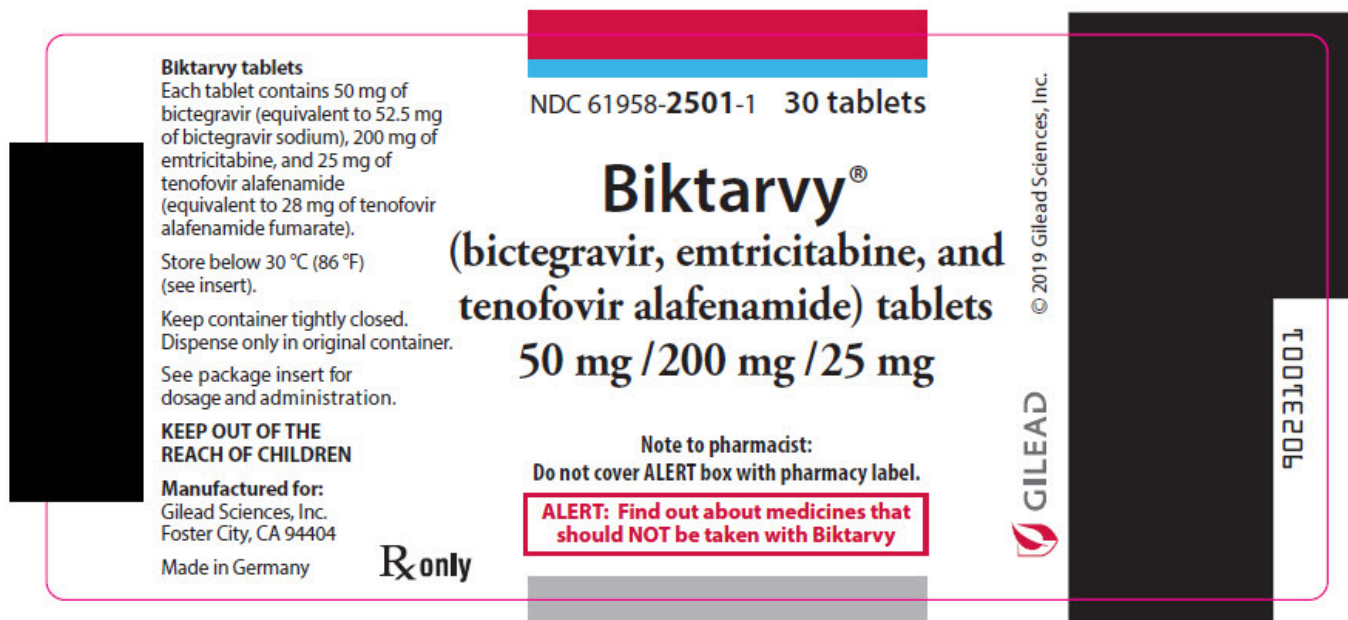 Biktarvy tablets
Each tablet contains 50 mg of
bictegravir (equivalent to 52.5 mg
of bictegravir sodium), 200 mg of
emtricitabine, and 25 mg of
tenofovir alafenamide
(equivalent to 28 mg of tenofovir
alafenamide fumarate).
Store below 30 °C (86 °F)
(see insert).
Keep container tightly closed.
Dispense only in original container.
See package insert for
dosage and administration.
KEEP OUT OF THE
REACH OF CHILDREN
Manufactured for:
Gilead Sciences, Inc.
Foster City, CA 94404
Made in Germany
Rx only
NDC 61958-2501-1 30 tablets
Biktarvy®
(bictegravir, emtricitabine, and
tenofovir alafenamide) tablets
50 mg/200 mg/25 mg
Note to pharmacist:
Do not cover ALERT box with pharmacy label.
ALERT: Find out about medicines that
should NOT be taken with Biktarvy
© 2019 Gilead Sciences, Inc.
GILEAD
10013206